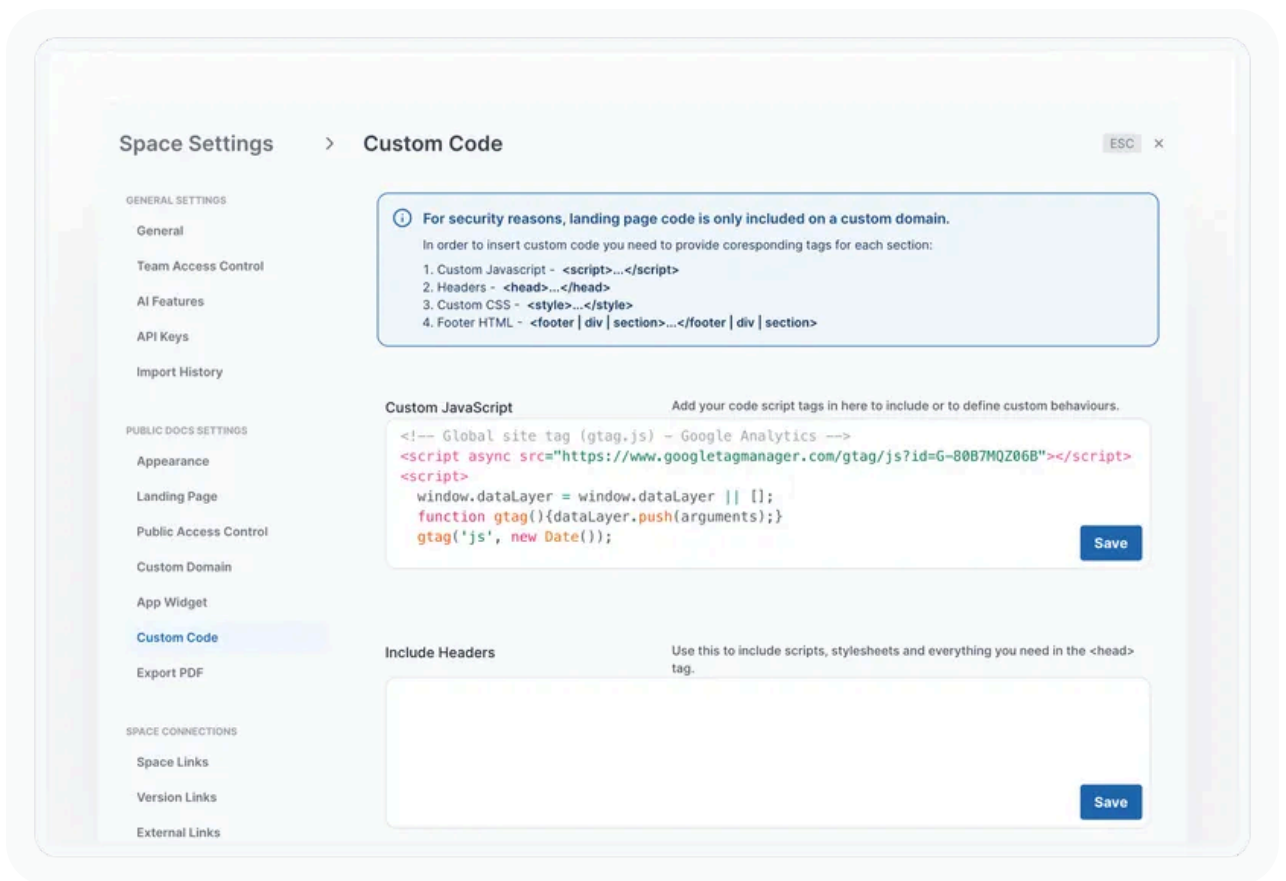 Space Settings > Custom Code ESC ×
GENERAL SETTINGS
General
Team Access Control
AI Features
API Keys
Import History
PUBLIC DOCS SETTINGS
Appearance
Landing Page
Public Access Control
Custom Domain
App Widget
Custom Code
Export PDF
SPACE CONNECTIONS
Space Links
Version Links
External Links
For security reasons, landing page code is only included on a custom domain.
In order to insert custom code you need to provide coresponding tags for each section:
1. Custom Javascript - <script>...</script>
2. Headers - <head>...</head>
3. Custom CSS - <style>...</style>
4. Footer HTML - <footer | div | section>...</footer | div | section>
Custom JavaScript
Add your code script tags in here to include or to define custom behaviours.
<!-- Global site tag (gtag.js) - Google Analytics -->
<script async src="https://www.googletagmanager.com/gtag/js?id=G-80B7MQZ06B"></script>
<script>
window.dataLayer = window.dataLayer || [];
function gtag(){dataLayer.push(arguments);}
gtag('js', new Date());
Save
Include Headers
Use this to include scripts, stylesheets and everything you need in the <head>
tag.
Save